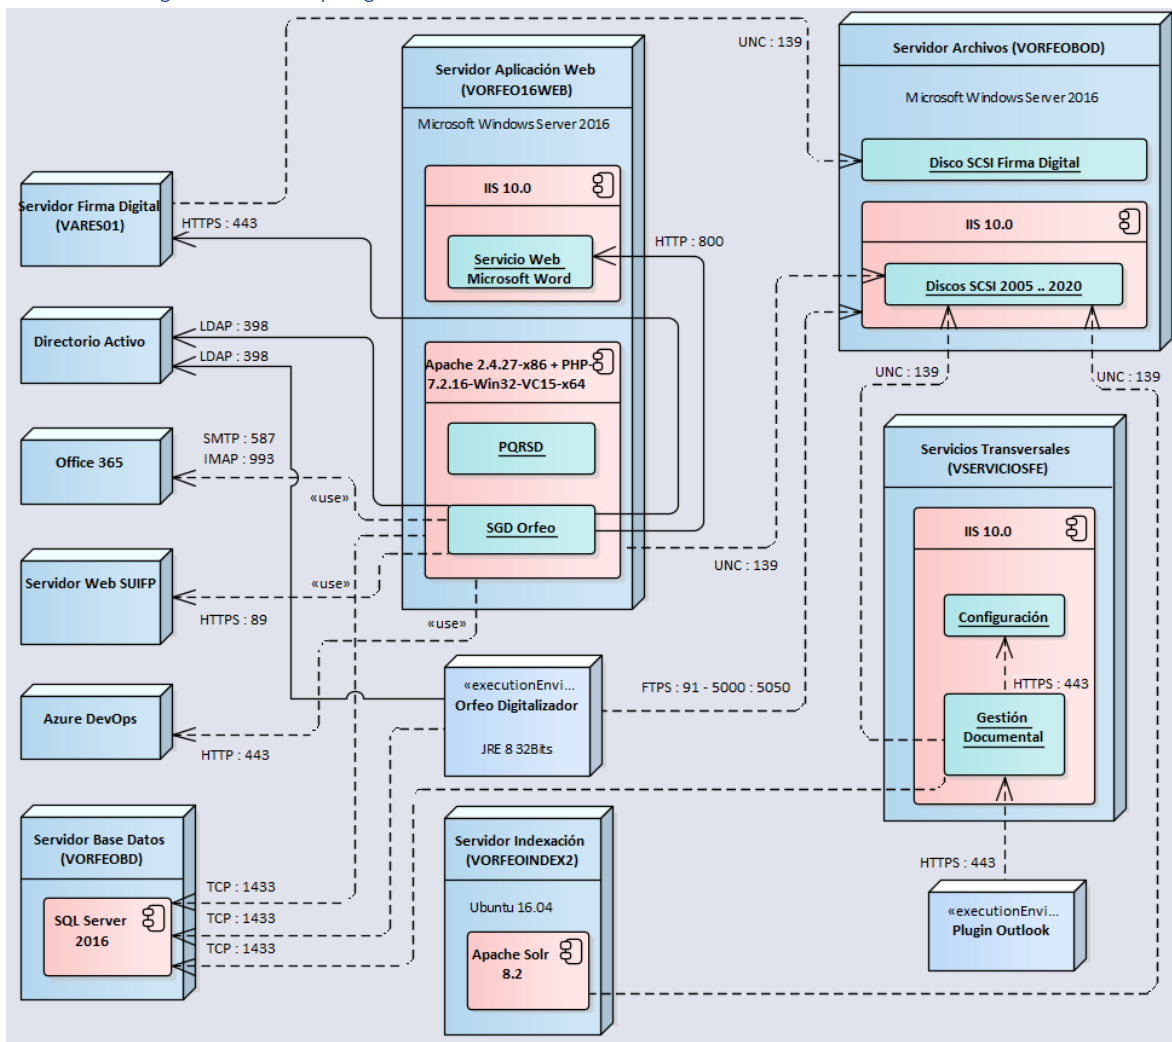 UNC : 139
Servidor Aplicación Web
(VORFEO16WEB)
Microsoft Windows Server 2016
IIS 10.0
Servicio Web
Microsoft Word
HTTP : 800
Apache 2.4.27-x86 + PHP-
7.2.16-Win32-VC15-x64
PQRSD
SGD Orfeo
UNC : 139
Servidor Archivos (VORFEOBOD)
Microsoft Windows Server 2016
Disco SCSI Firma Digital
IIS 10.0
Discos SCSI 2005 .. 2020
UNC : 139
UNC : 139
Servidor Firma Digital
(VARES01)
HTTPS : 443
Directorio Activo
LDAP : 398
LDAP : 398
Office 365
SMTP : 587
IMAP : 993
«use»
Servidor Web SUIFP
«use»
HTTPS : 89
«use»
Azure DevOps
HTTP : 443
«executionEnvi...
Orfeo Digitalizador
JRE 8 32Bits
FTPS : 91 - 5000 : 5050
Servicios Transversales
(VSERVICIOSFE)
IIS 10.0
Configuración
HTTPS : 443
Gestión
Documental
HTTPS : 443
«executionEnvi...
Plugin Outlook
Servidor Base Datos
(VORFEOBD)
SQL Server
2016
TCP : 1433
TCP : 1433
TCP : 1433
Servidor Indexación
(VORFEOINDEX2)
Ubuntu 16.04
Apache Solr
8.2